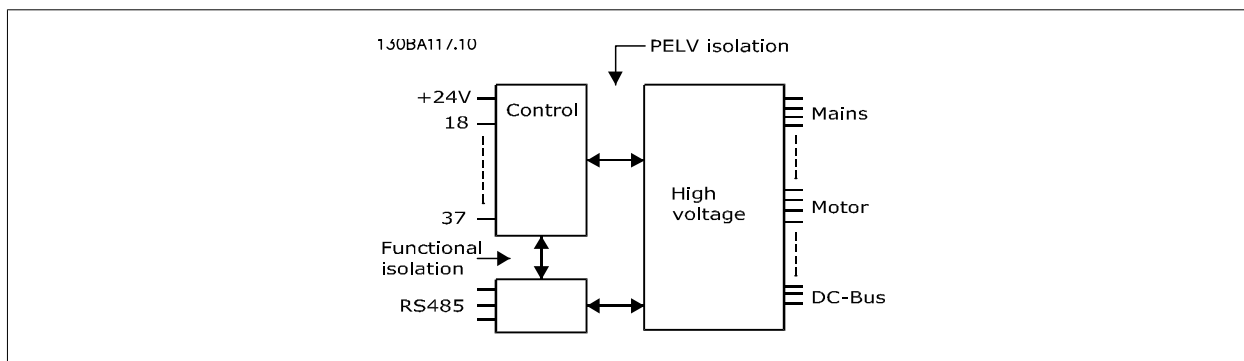 130BA117.10
PELV isolation
+24V
Control
18
Mains
High
voltage
37
Motor
Functional
isolation
RS485
DC-Bus